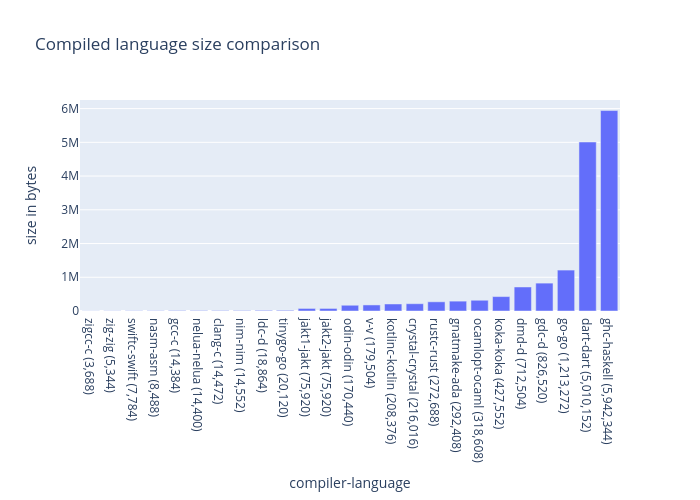 Compiled language size comparison
6M
5M
4M
3M
2M
1M
0
size in bytes
zigcc-c (3,688)
zig-zig (5,344)
swiftc-swift (7,784)
nasm-asm (8,488)
gcc-c (14,384)
nelua-nelua (14,400)
clang-c (14,472)
nim-nim (14,552)
ldc-d (18,864)
tinygo-go (20,120)
jakt1-jakt (75,920)
jakt2-jakt (75,920)
odin-odin (170,440)
v-v (179,504)
kotlinc-kotlin (208,376)
crystal-crystal (216,016)
rustc-rust (272,688)
gnatmake-ada (292,408)
ocamlopt-ocaml (318,608)
koka-koka (427,552)
dmd-d (712,504)
gdc-d (826,520)
go-go (1,213,272)
dart-dart (5,010,152)
ghc-haskell (5,942,344)
compiler-language